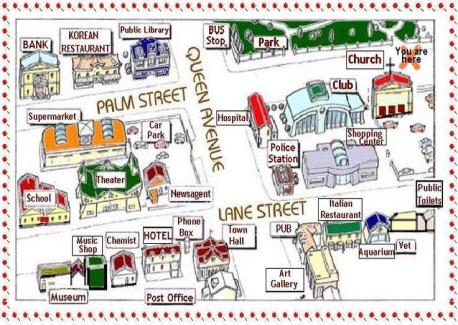 BANK
KOREAN
RESTAURANT
Public Library
BUS
Stop
Park
Church
You are
here
QUEEN AVENUE
PALM STREET
Club
Supermarket
Car
Park
Hospital
Shopping
Center
Police
Station
School
Theater
Newsagent
LANE STREET
Italian
Restaurant
Public
Toilets
Music
Shop
Chemist
HOTEL
Phone
Box
Town
Hall
PUB
Aquarium
Vet
Museum
Post Office
Art
Gallery